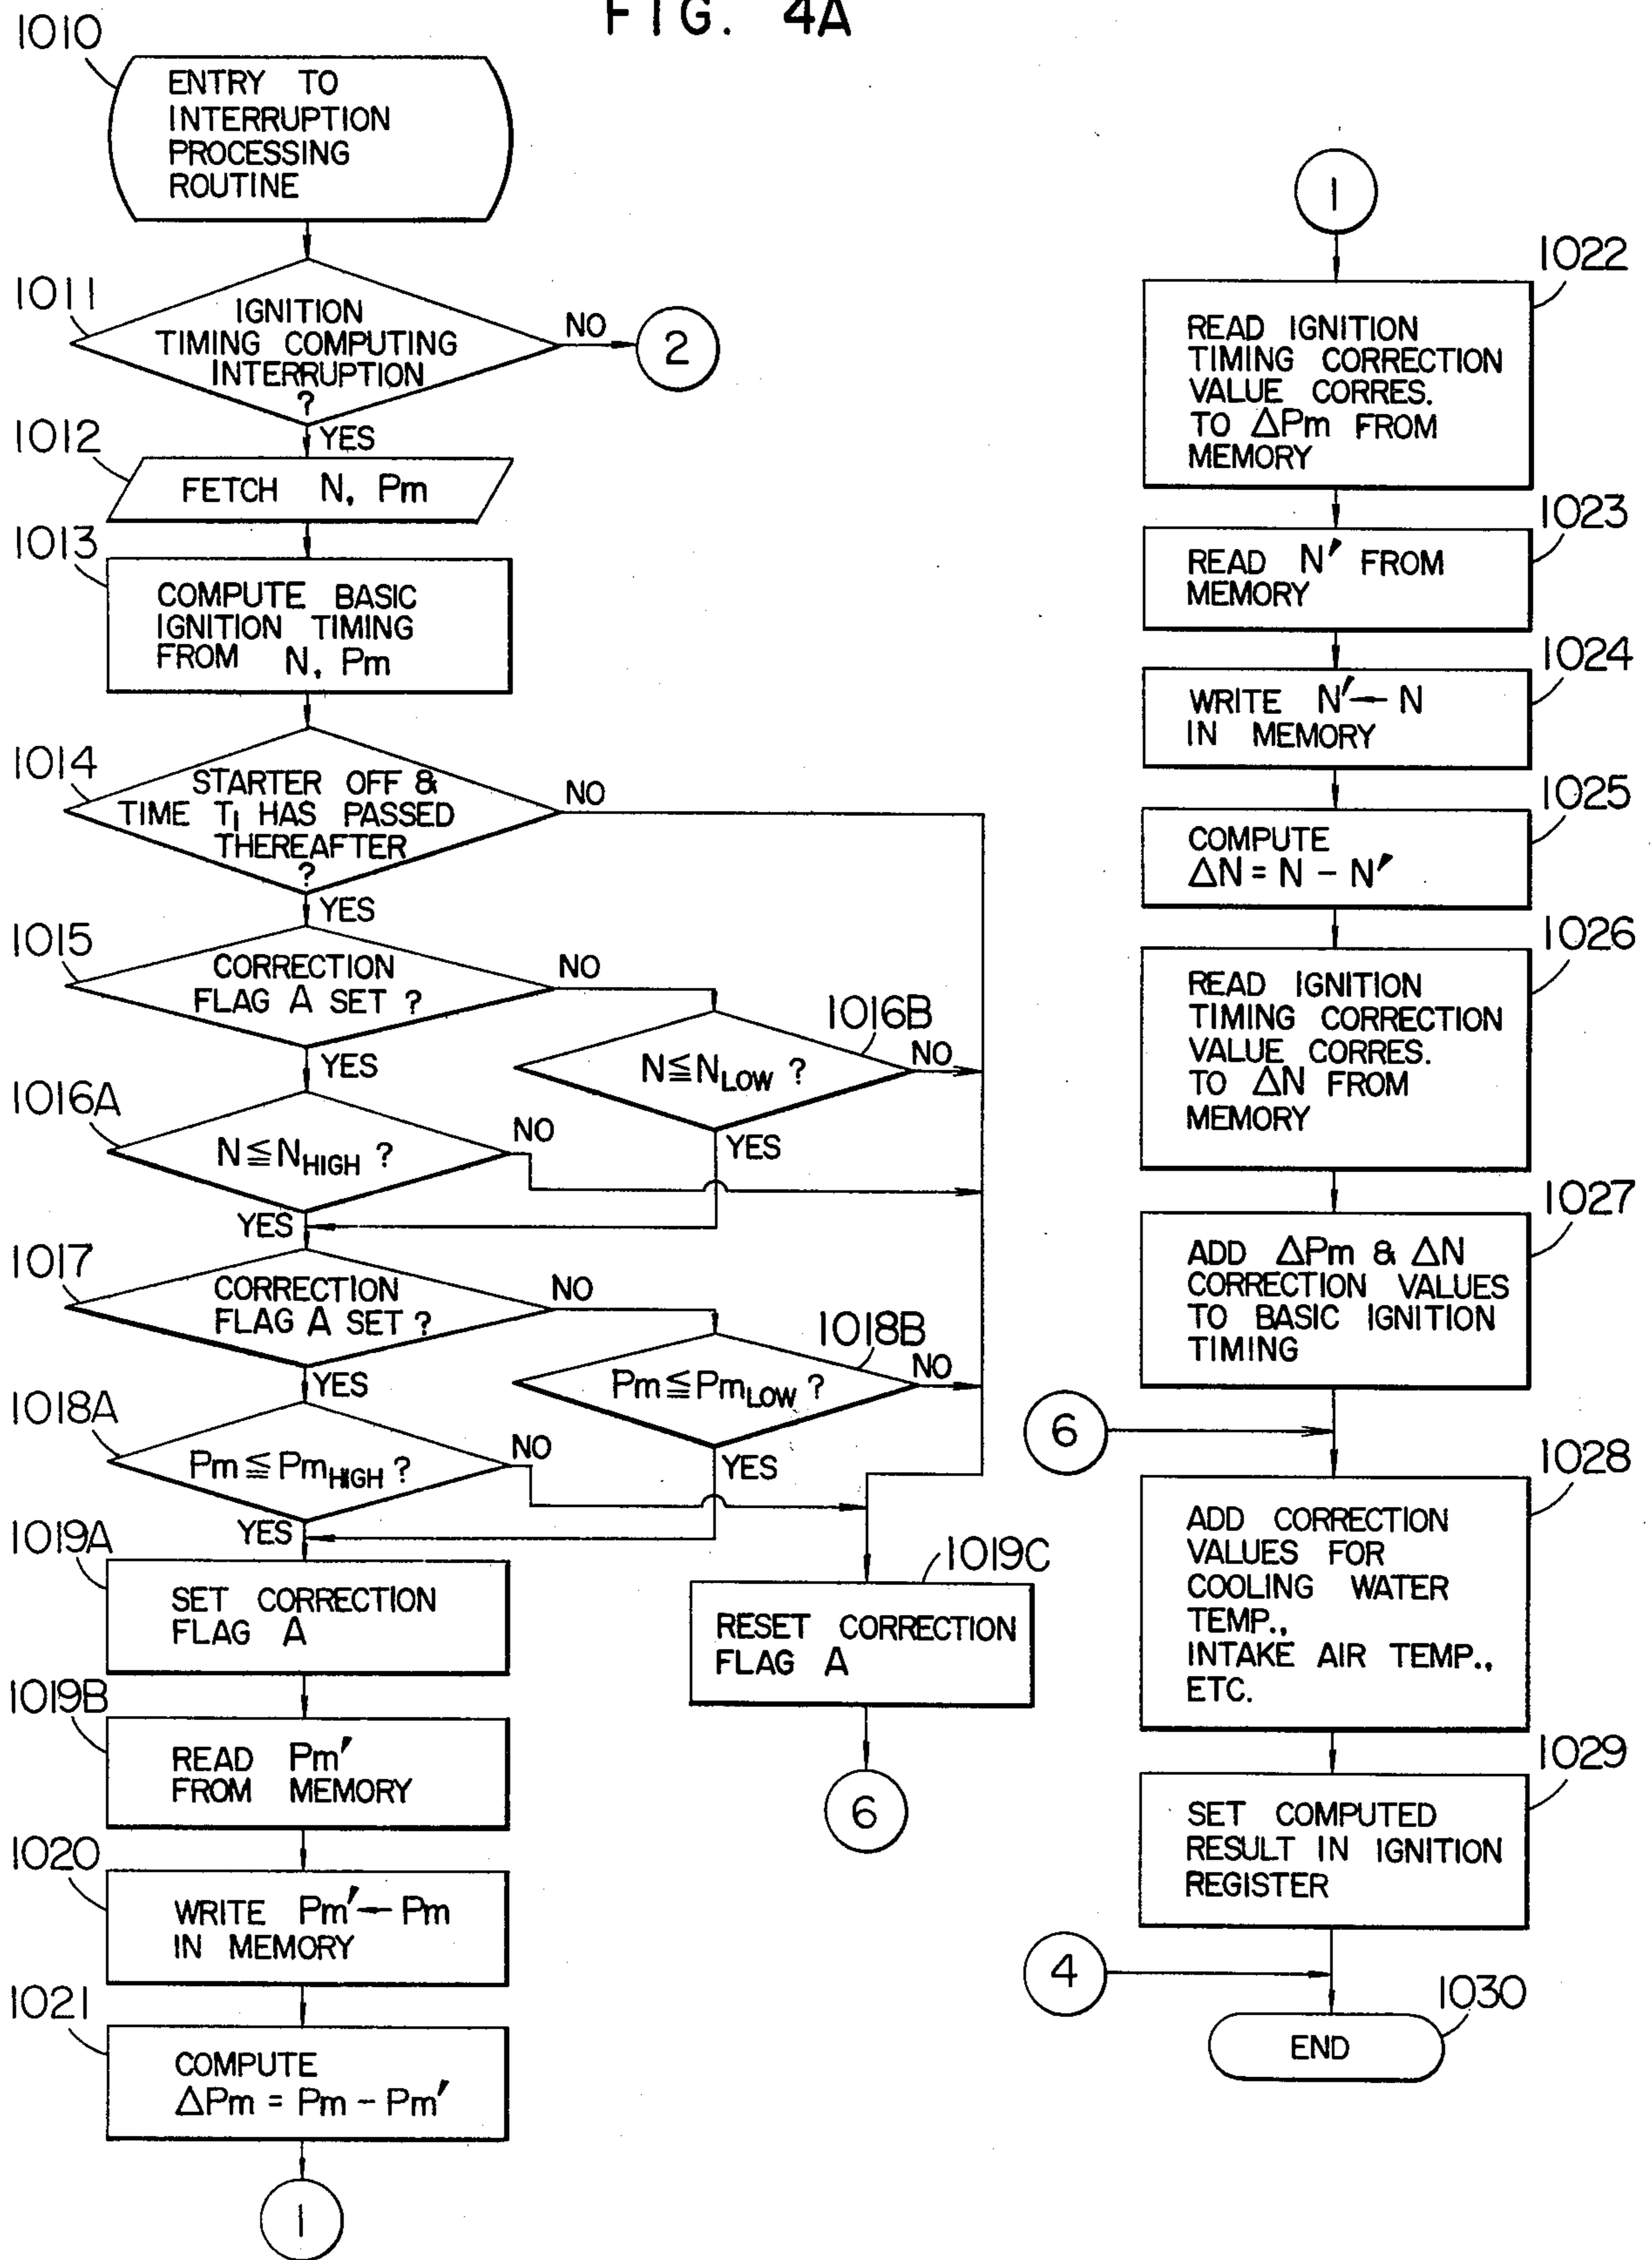 FIG. 4A
1010
ENTRY TO
INTERRUPTION
PROCESSING
ROUTINE
1011
IGNITION
TIMING COMPUTING
INTERRUPTION
?
NO
2
YES
1012
FETCH N, Pm
1013
COMPUTE BASIC
IGNITION TIMING
FROM N, Pm
1014
STARTER OFF &
TIME T1 HAS PASSED
THEREAFTER
?
NO
YES
1015
CORRECTION
FLAG A SET ?
NO
YES
1016B
N≦NLOW ?
NO
YES
1016A
N≦NHIGH ?
NO
YES
1017
CORRECTION
FLAG A SET ?
NO
YES
1018B
Pm≦PmLOW ?
NO
YES
1018A
Pm≦PmHIGH ?
NO
YES
1019A
SET CORRECTION
FLAG A
1019C
RESET CORRECTION
FLAG A
6
1019B
READ Pm′
FROM MEMORY
1020
WRITE Pm′← Pm
IN MEMORY
1021
COMPUTE
ΔPm = Pm - Pm′
1
1
1022
READ IGNITION
TIMING CORRECTION
VALUE CORRES.
TO ΔPm FROM
MEMORY
1023
READ N′ FROM
MEMORY
1024
WRITE N′← N
IN MEMORY
1025
COMPUTE
ΔN = N - N′
1026
READ IGNITION
TIMING CORRECTION
VALUE CORRES.
TO ΔN FROM
MEMORY
1027
ADD ΔPm & ΔN
CORRECTION VALUES
TO BASIC IGNITION
TIMING
6
1028
ADD CORRECTION
VALUES FOR
COOLING WATER
TEMP.,
INTAKE AIR TEMP.,
ETC.
1029
SET COMPUTED
RESULT IN IGNITION
REGISTER
4
1030
END